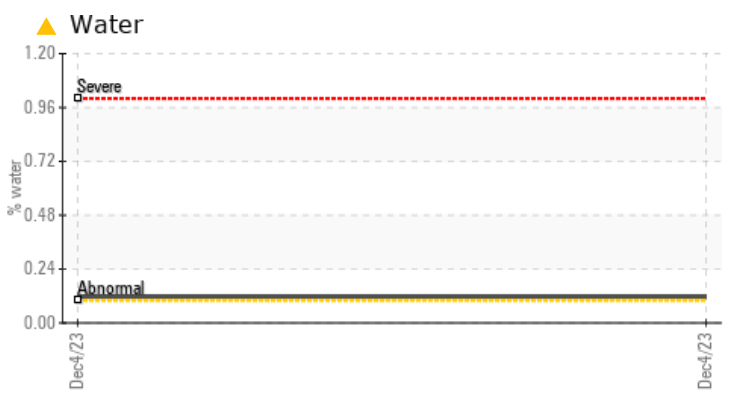 Water
1.20
Severe
0.96
0.72
% water
0.48
0.24
Abnormal
0.00
Dec4/23
Dec4/23